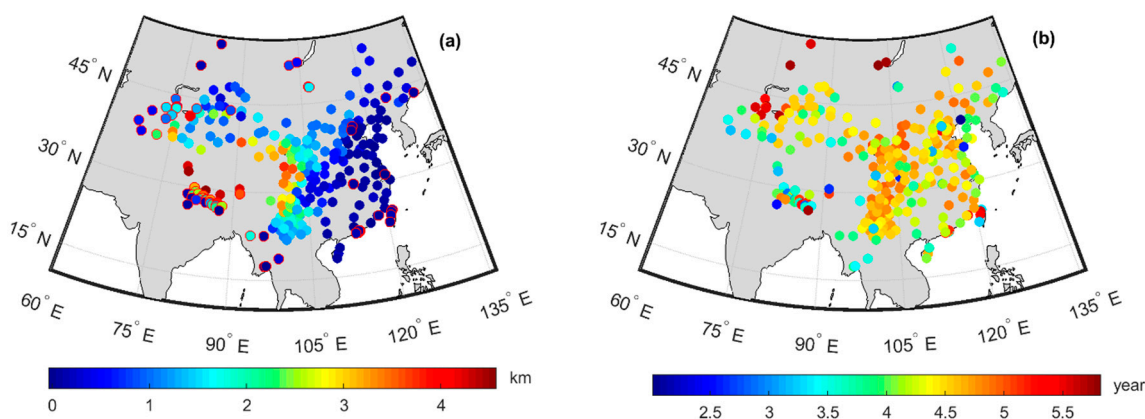 (a)
45° N
30° N
15° N
60° E
75° E
90° E
105° E
120° E
135° E
0 1 2 3 4 km
(b)
45° N
30° N
15° N
60° E
75° E
90° E
105° E
120° E
135° E
2.5 3 3.5 4 4.5 5 5.5 year